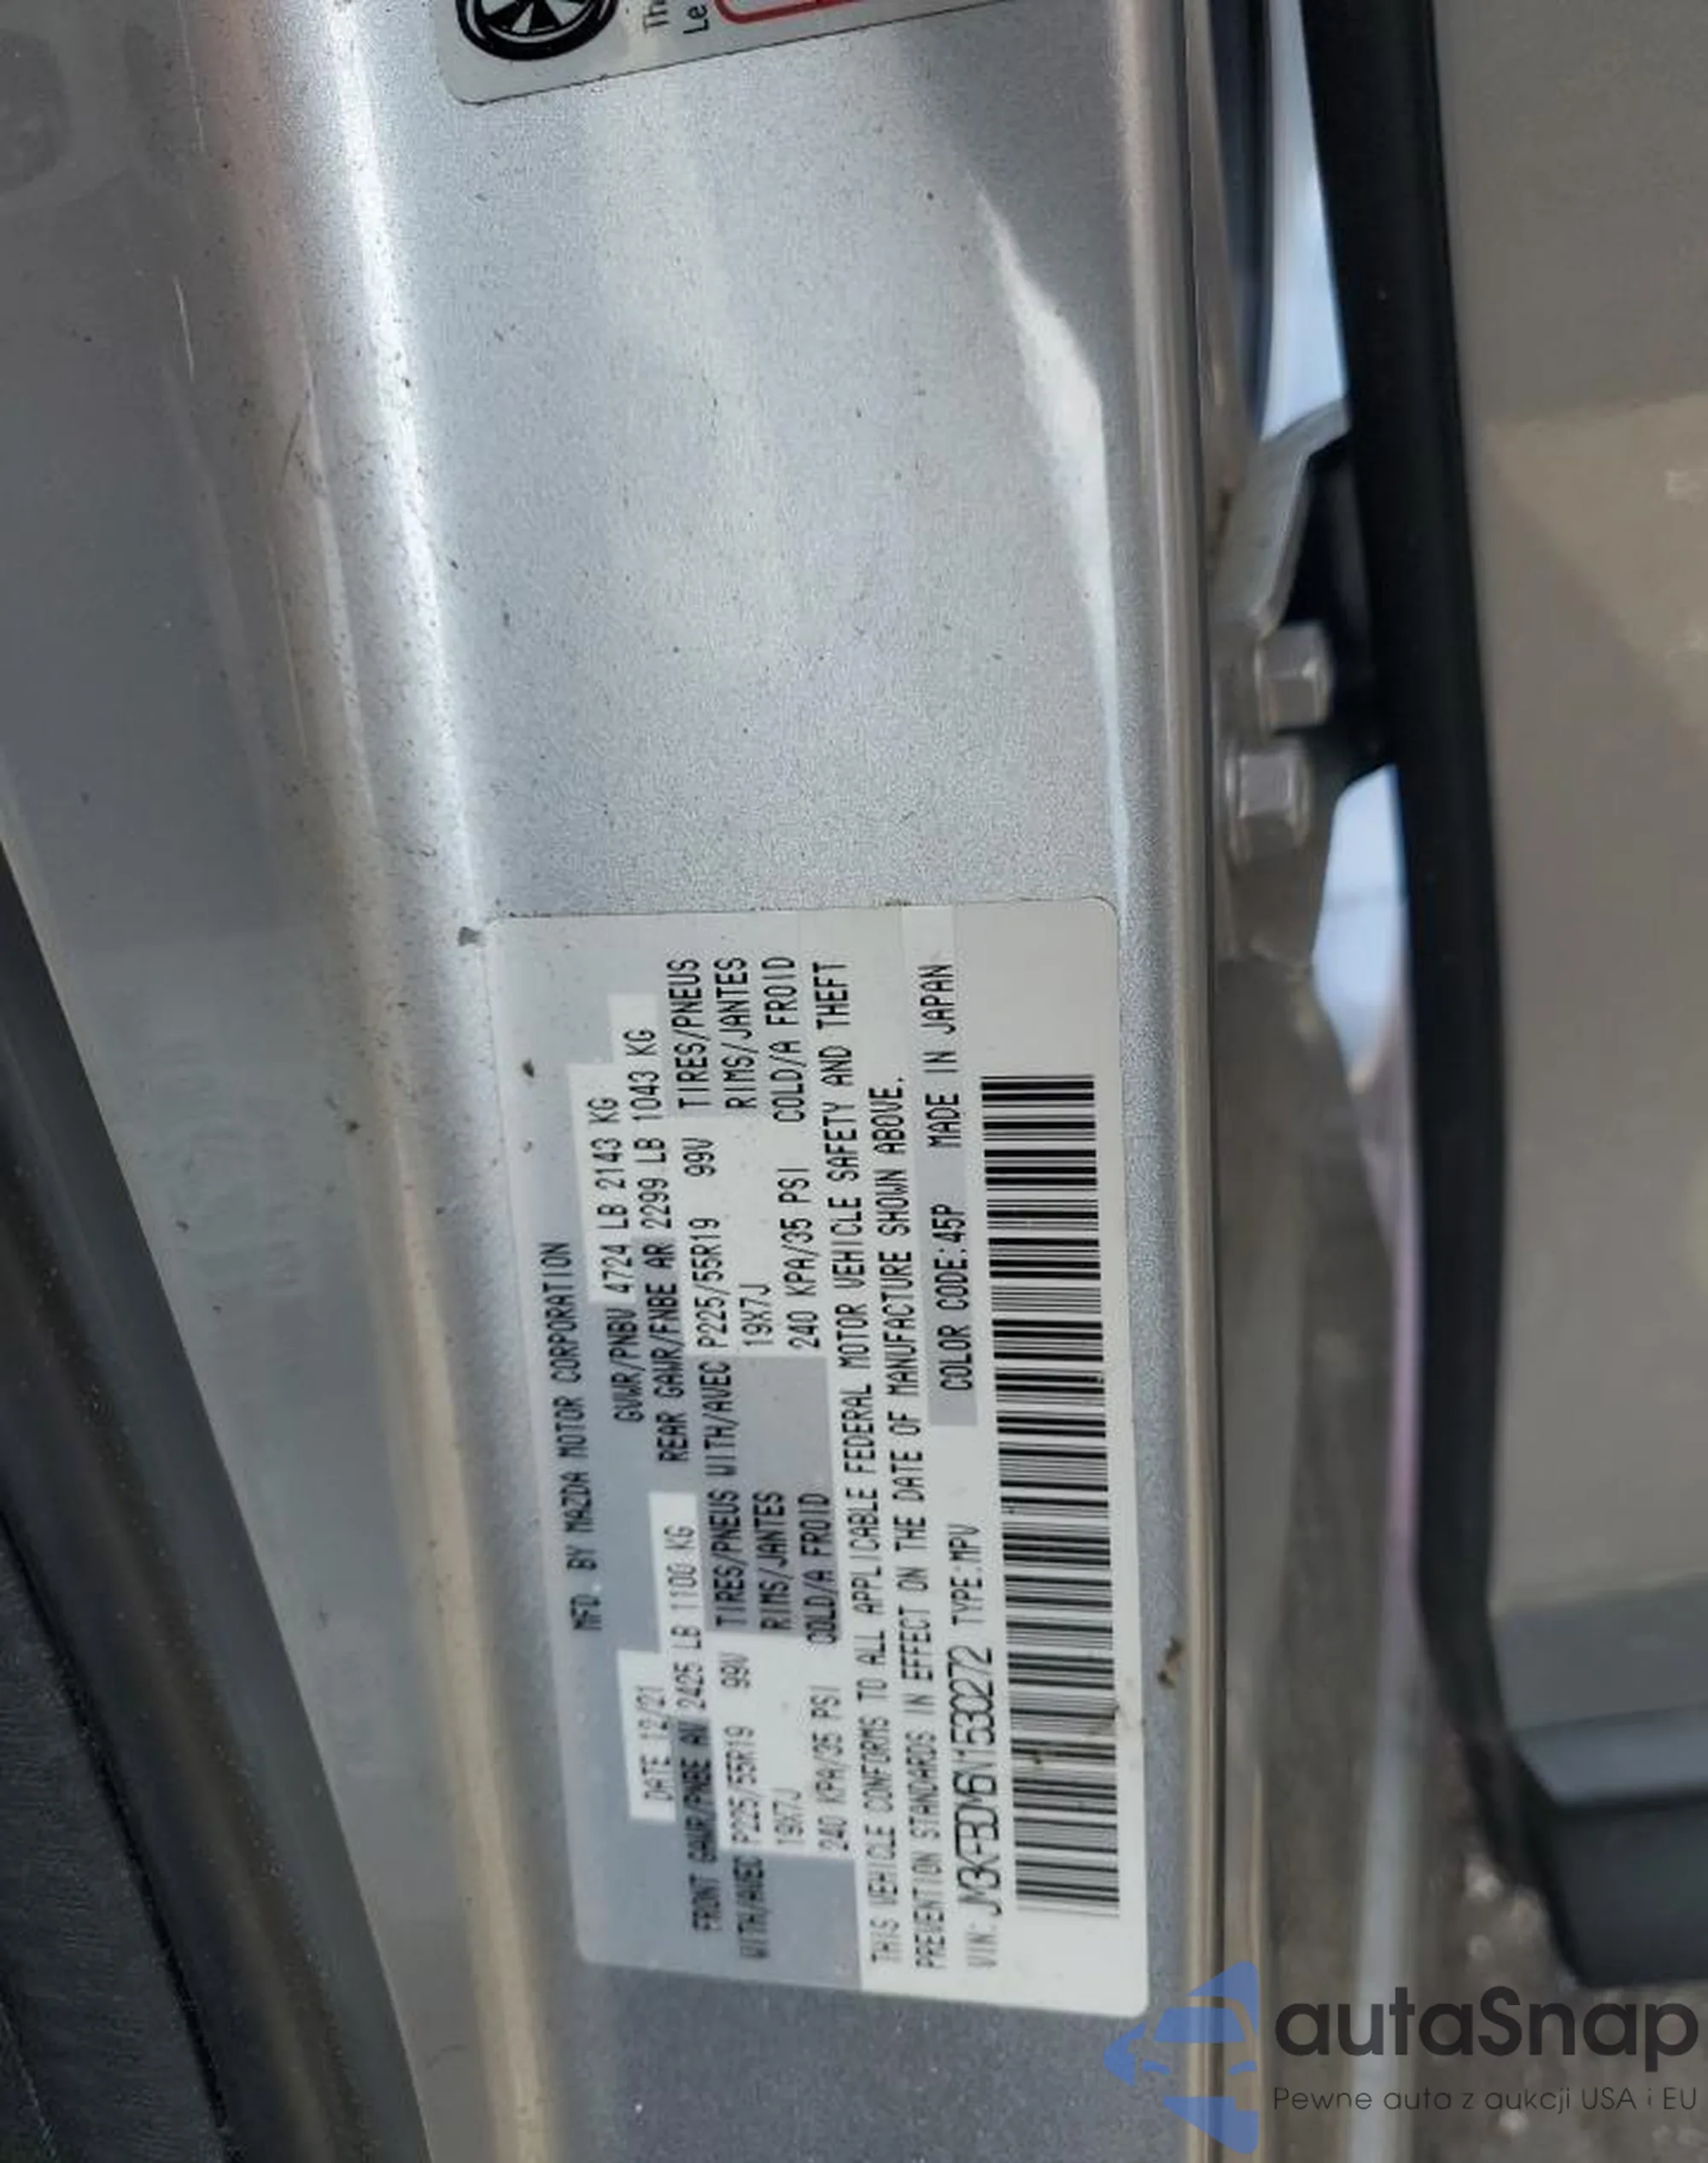 Th
Le
MFD BY MAZDA MOTOR CORPORATION
DATE 12/21 GVWR/PNBV 4724 LB 2143 KG
FRONT GAWR/PNBE AV 2425 LB 1100 KG REAR GAWR/PNBE AR 2299 LB 1043 KG
WITH/AVEC P225/55R19 99V TIRES/PNEUS WITH/AVEC P225/55R19 99V TIRES/PNEUS
19X7J RIMS/JANTES 19X7J RIMS/JANTES
240 KPA/35 PSI COLD/A FROID 240 KPA/35 PSI COLD/A FROID
THIS VEHICLE CONFORMS TO ALL APPLICABLE FEDERAL MOTOR VEHICLE SAFETY AND THEFT
PREVENTION STANDARDS IN EFFECT ON THE DATE OF MANUFACTURE SHOWN ABOVE.
VIN: JM3KFBDM6N1530272 TYPE:MPV COLOR CODE:45P MADE IN JAPAN
autaSnap
Pewne auta z aukcji USA i EU